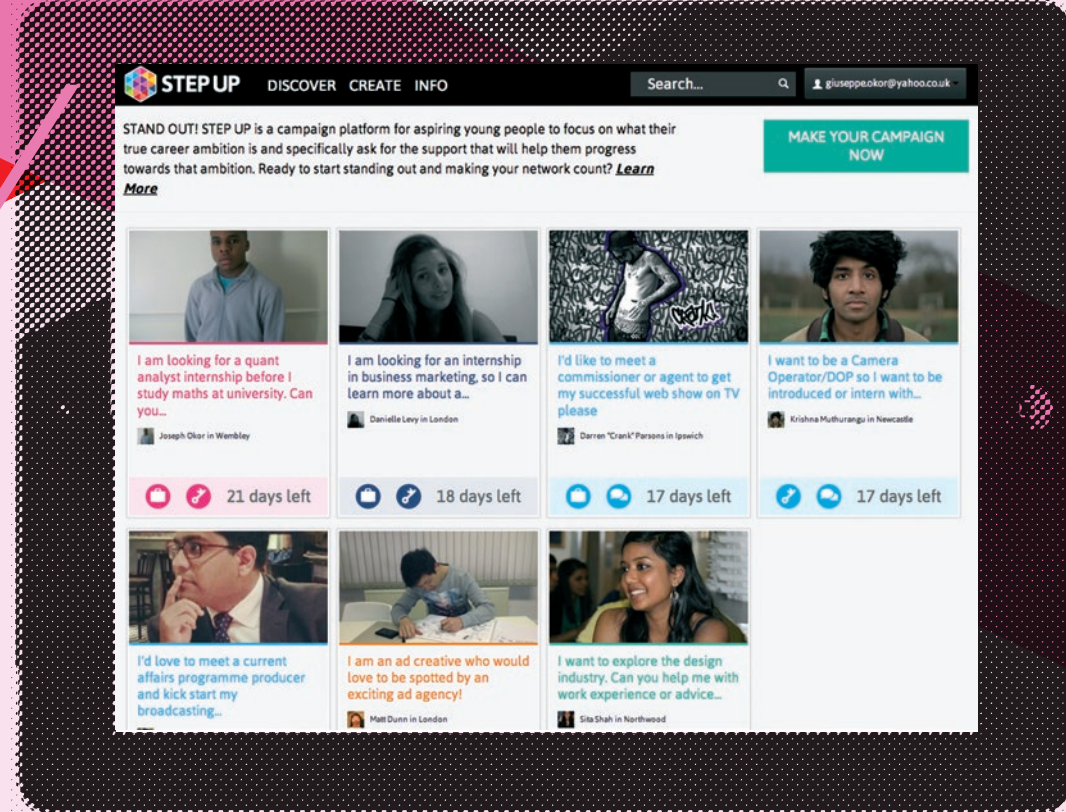 STEP UP
DISCOVER CREATE INFO
Search...
giuseppe.okor@yahoo.co.uk
STAND OUT! STEP UP is a campaign platform for aspiring young people to focus on what their
true career ambition is and specifically ask for the support that will help them progress
towards that ambition. Ready to start standing out and making your network count? Learn
More
MAKE YOUR CAMPAIGN
NOW
I am looking for a quant
analyst internship before I
study maths at university. Can
you...
Joseph Okor in Wembley
21 days left
I am looking for an internship
in business marketing, so I can
learn more about a...
Danielle Levy in London
18 days left
Crank!
I'd like to meet a
commissioner or agent to get
my successful web show on TV
please
Darren "Crank" Parsons in Ipswich
17 days left
I want to be a Camera
Operator/DOP so I want to be
introduced or intern with...
Krishna Muthurangu in Newcastle
17 days left
I'd love to meet a current
affairs programme producer
and kick start my
broadcasting...
I am an ad creative who would
love to be spotted by an
exciting ad agency!
Matt Dunn in London
I want to explore the design
industry. Can you help me with
work experience or advice...
Sita Shah in Northwood